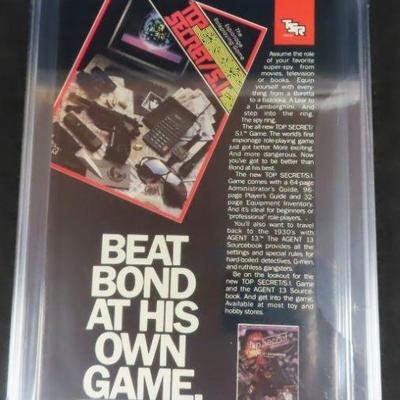 TOP
SECRET/S.I.
The
Espionage
Roleplaying Game
TSR
Assume the role
of your favorite
super-spy from
movies, television
or books. Equip
yourself with every-
thing from a Beretta
to a bazooka. A Lear to
a Lamborghini. And
step into the ring.
The spy ring.
The all-new TOP SECRET/
S.I.™ Game. The world's first
espionage role-playing game
just got better. More exciting.
And more dangerous. Now
you've got to be better than
Bond at his best.
The new TOP SECRET/S.I.
Game comes with a 64-page
Administrator's Guide, 96-
page Player's Guide and 32-
page Equipment Inventory.
And it's ideal for beginners or
"professional" role-players.
You'll also want to travel
back to the 1930's with
AGENT 13.™ The AGENT 13
Sourcebook provides all the
settings and special rules for
hard-boiled detectives, G-men
and ruthless gangsters.
Be on the lookout for the
new TOP SECRET/S.I. Game
and the AGENT 13 Source-
book. And get into the game.
Available at most toy and
hobby stores.
BEAT
BOND
AT HIS
OWN
GAME.
TOP SECRET